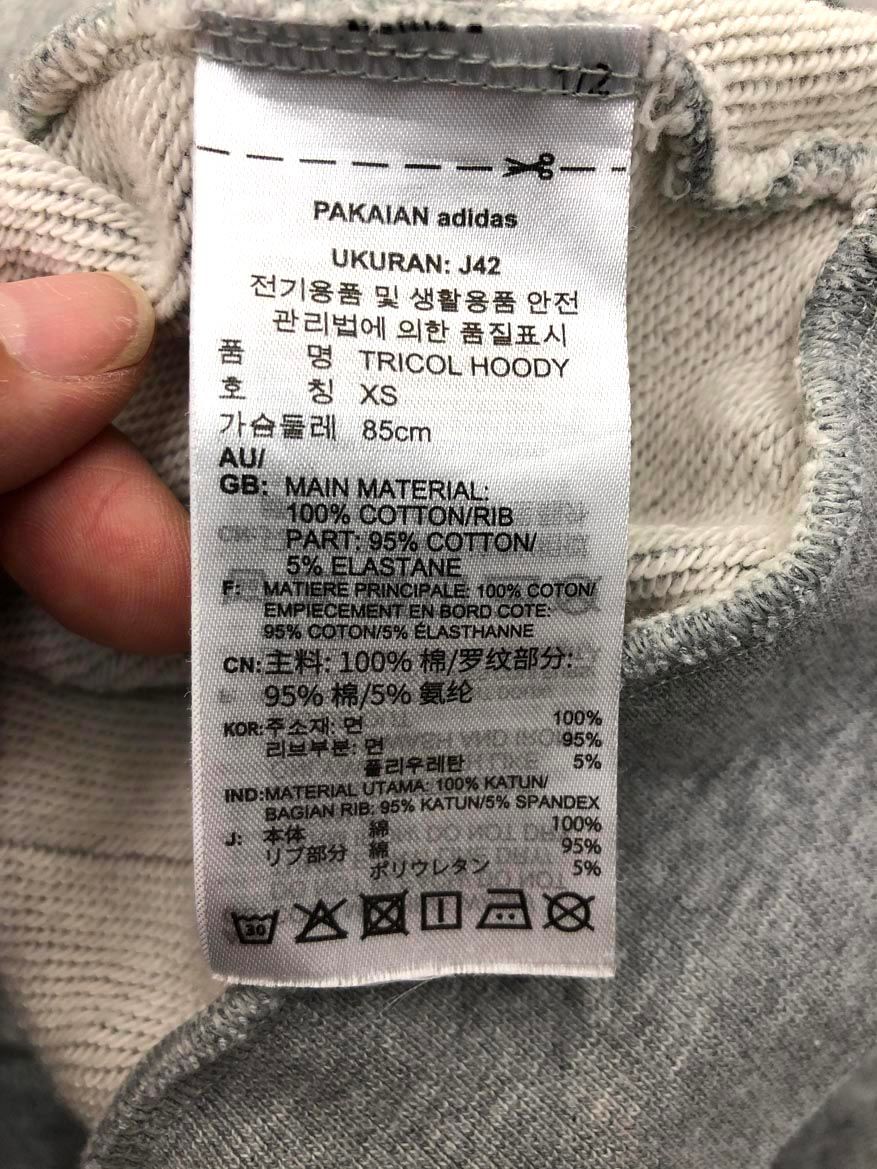 1/2
PAKAIAN adidas
UKURAN: J42
전기용품 및 생활용품 안전
관리법에 의한 품질표시
품 명 TRICOL HOODY
호 칭 XS
가슴둘레 85cm
AU/
GB: MAIN MATERIAL:
100% COTTON/RIB
PART: 95% COTTON/
5% ELASTANE
F: MATIERE PRINCIPALE: 100% COTON/
EMPIECEMENT EN BORD COTE:
95% COTON/5% ÉLASTHANNE
CN: 主料: 100% 棉/罗纹部分:
95% 棉/5% 氨纶
KOR: 주소재: 면 100%
리브부분: 면 95%
폴리우레탄 5%
IND: MATERIAL UTAMA: 100% KATUN/
BAGIAN RIB: 95% KATUN/5% SPANDEX
J: 本体 綿 100%
リブ部分 綿 95%
ポリウレタン 5%
30